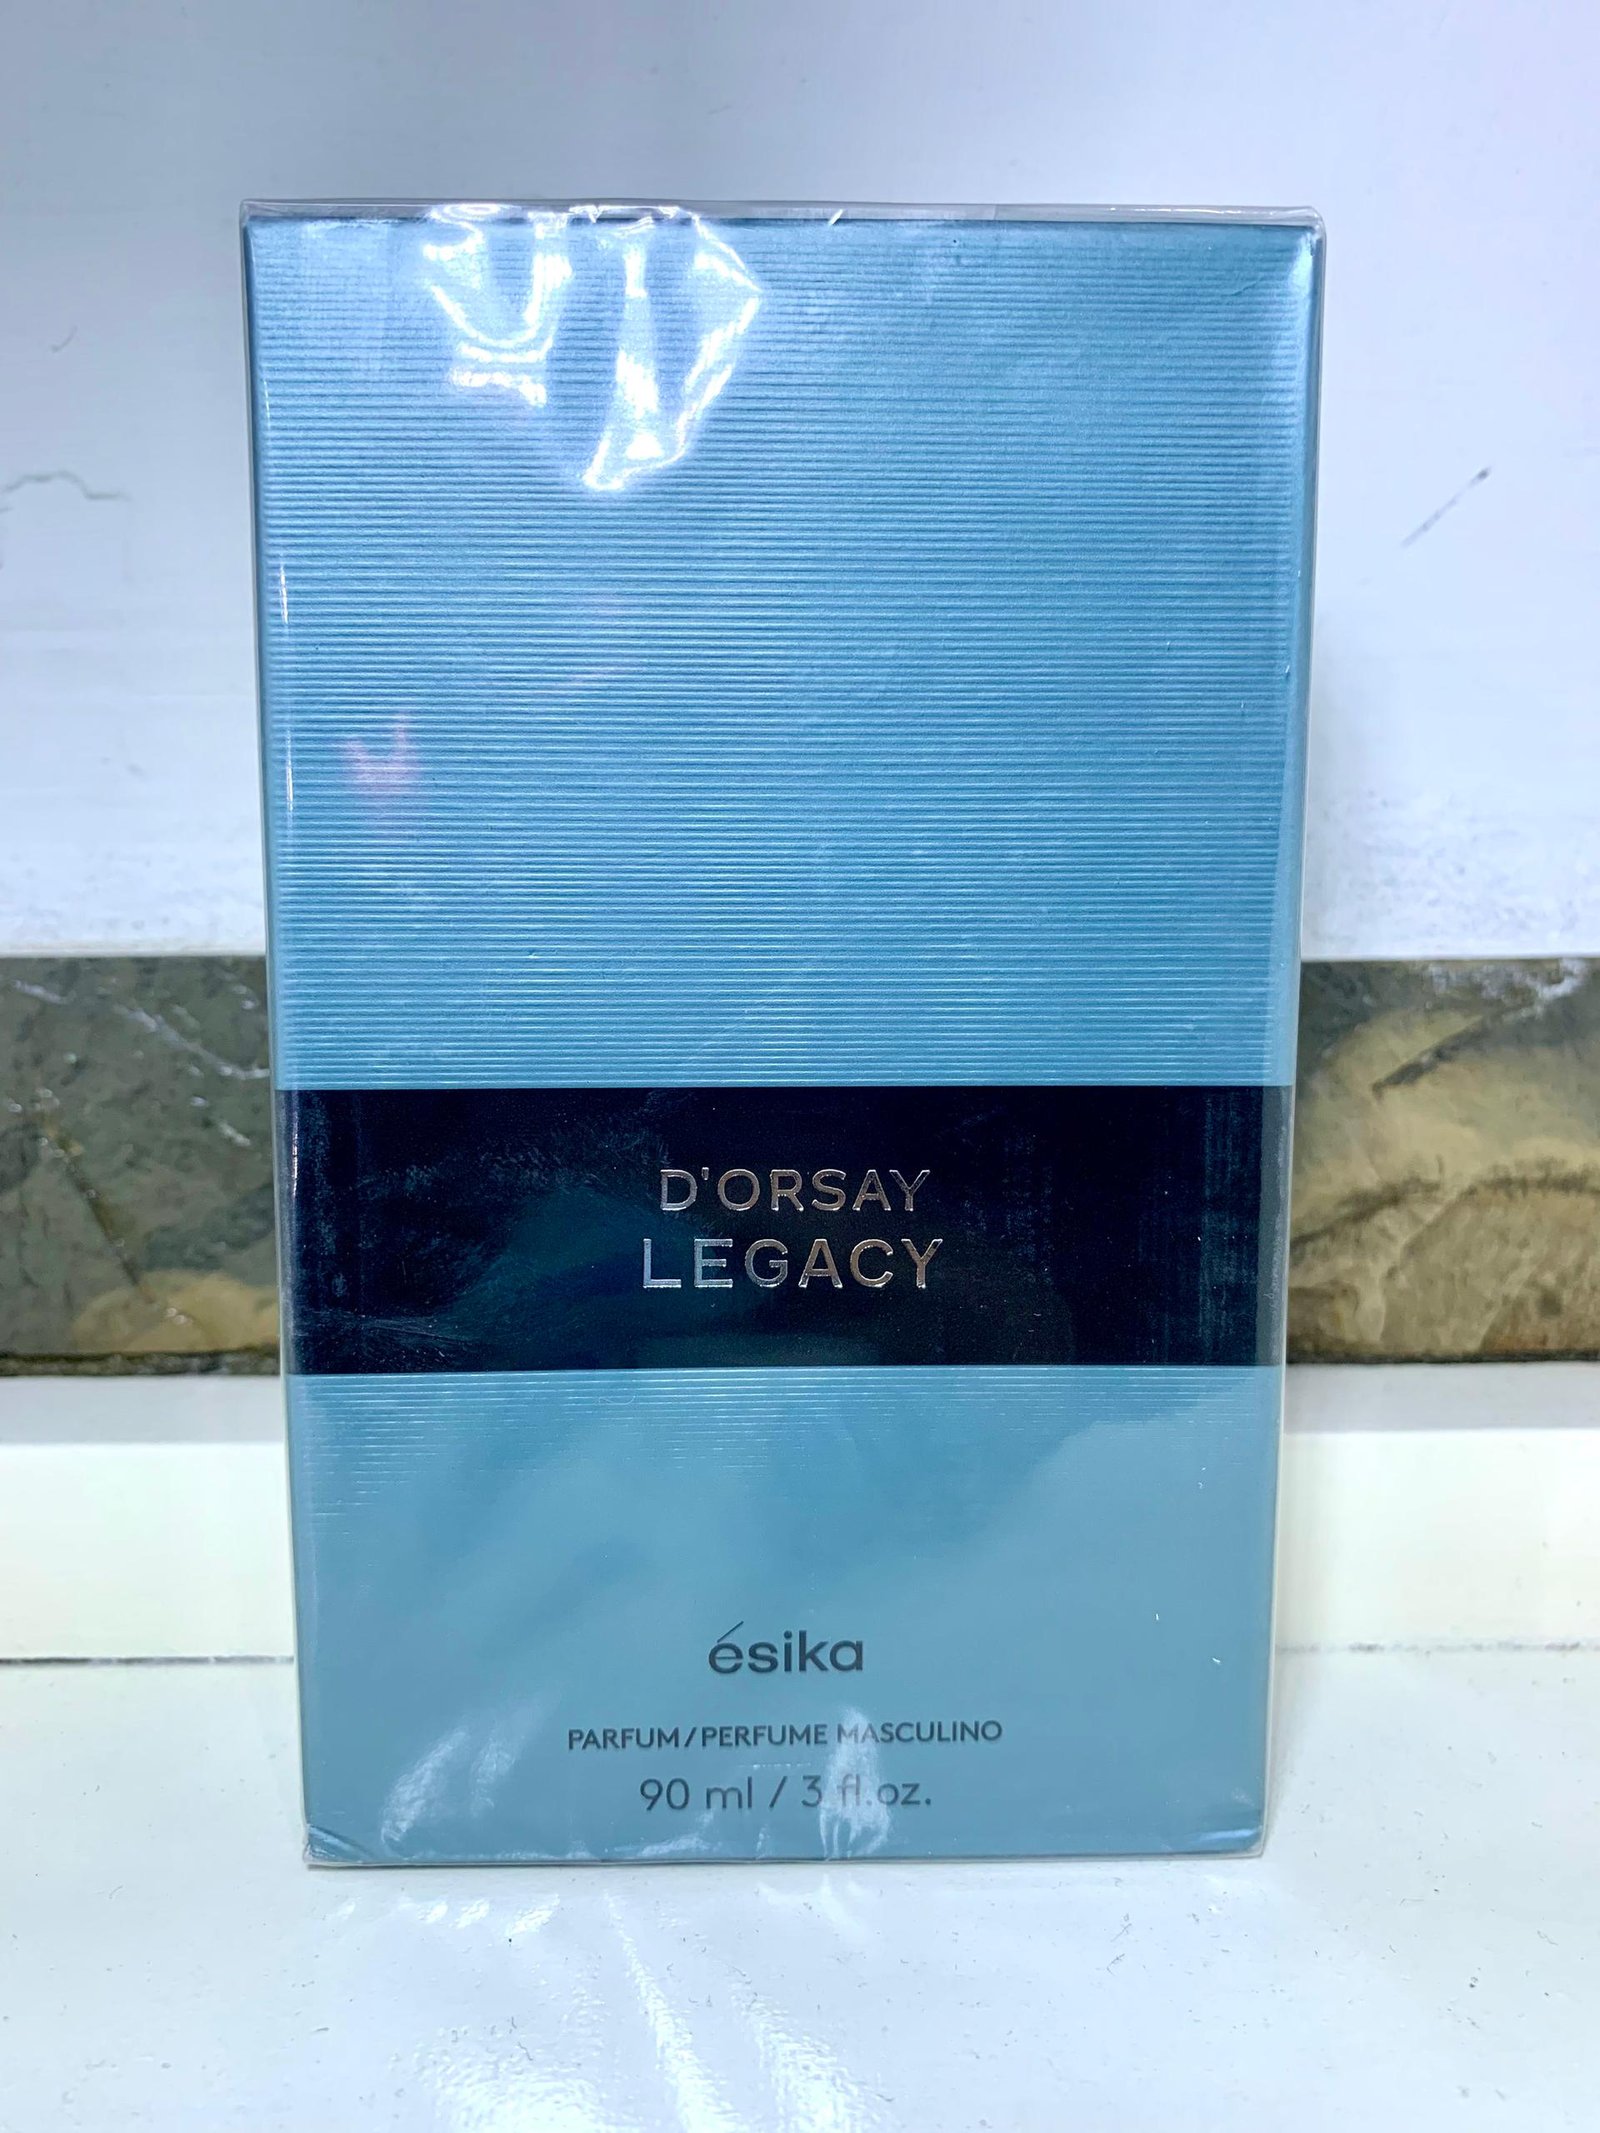 D'ORSAY
LEGACY
ésika
PARFUM/PERFUME MASCULINO
90 ml / 3 fl.oz.